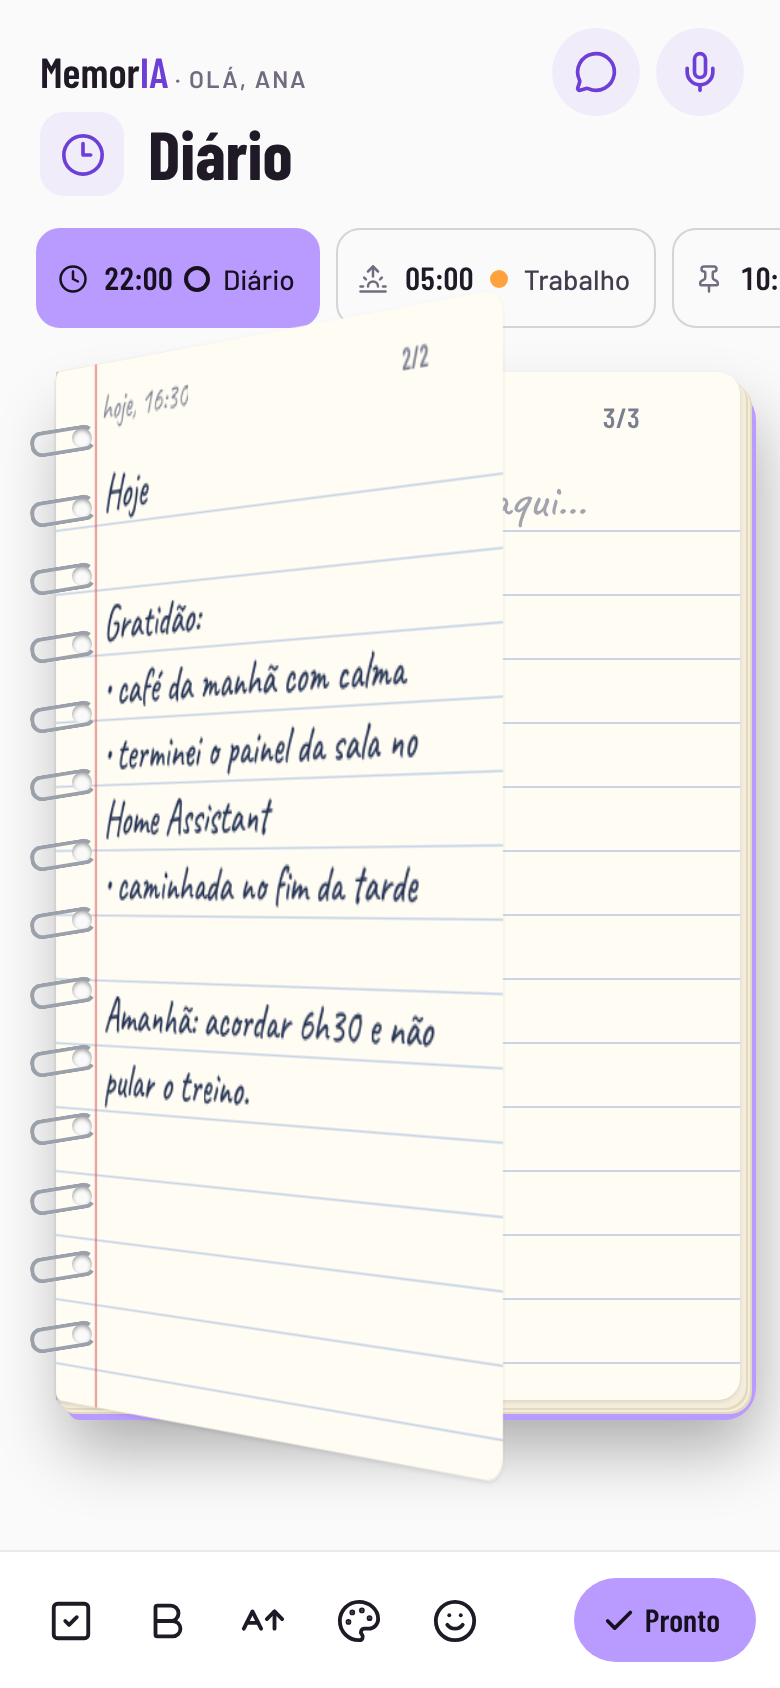 MemorIA · OLÁ, ANA
Diário
22:00 Diário
05:00 Trabalho
10:
2/2
hoje, 16:30
Hoje
Gratidão:
• café da manhã com calma
• terminei o painel da sala no
Home Assistant
• caminhada no fim da tarde
Amanhã: acordar 6h30 e não
pular o treino.
3/3
aqui...
B A Pronto